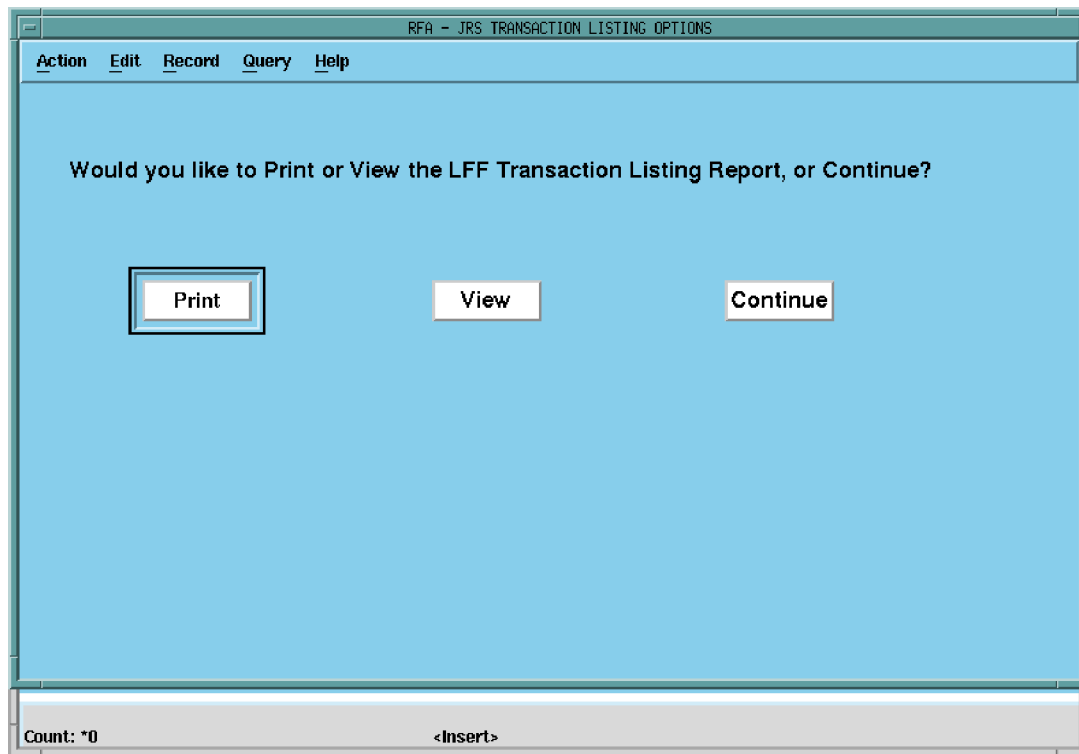 RFA - JRS TRANSACTION LISTING OPTIONS
Action Edit Record Query Help
Would you like to Print or View the LFF Transaction Listing Report, or Continue?
Print View Continue
Count: *0 <Insert>